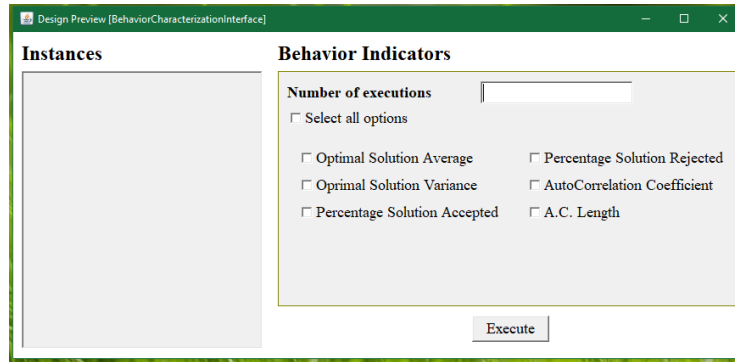 Design Preview [BehaviorCharacterizationInterface]
Instances
Behavior Indicators
Number of executions
Select all options
Optimal Solution Average
Percentage Solution Rejected
Oprimal Solution Variance
AutoCorrelation Coefficient
Percentage Solution Accepted
A.C. Length
Execute